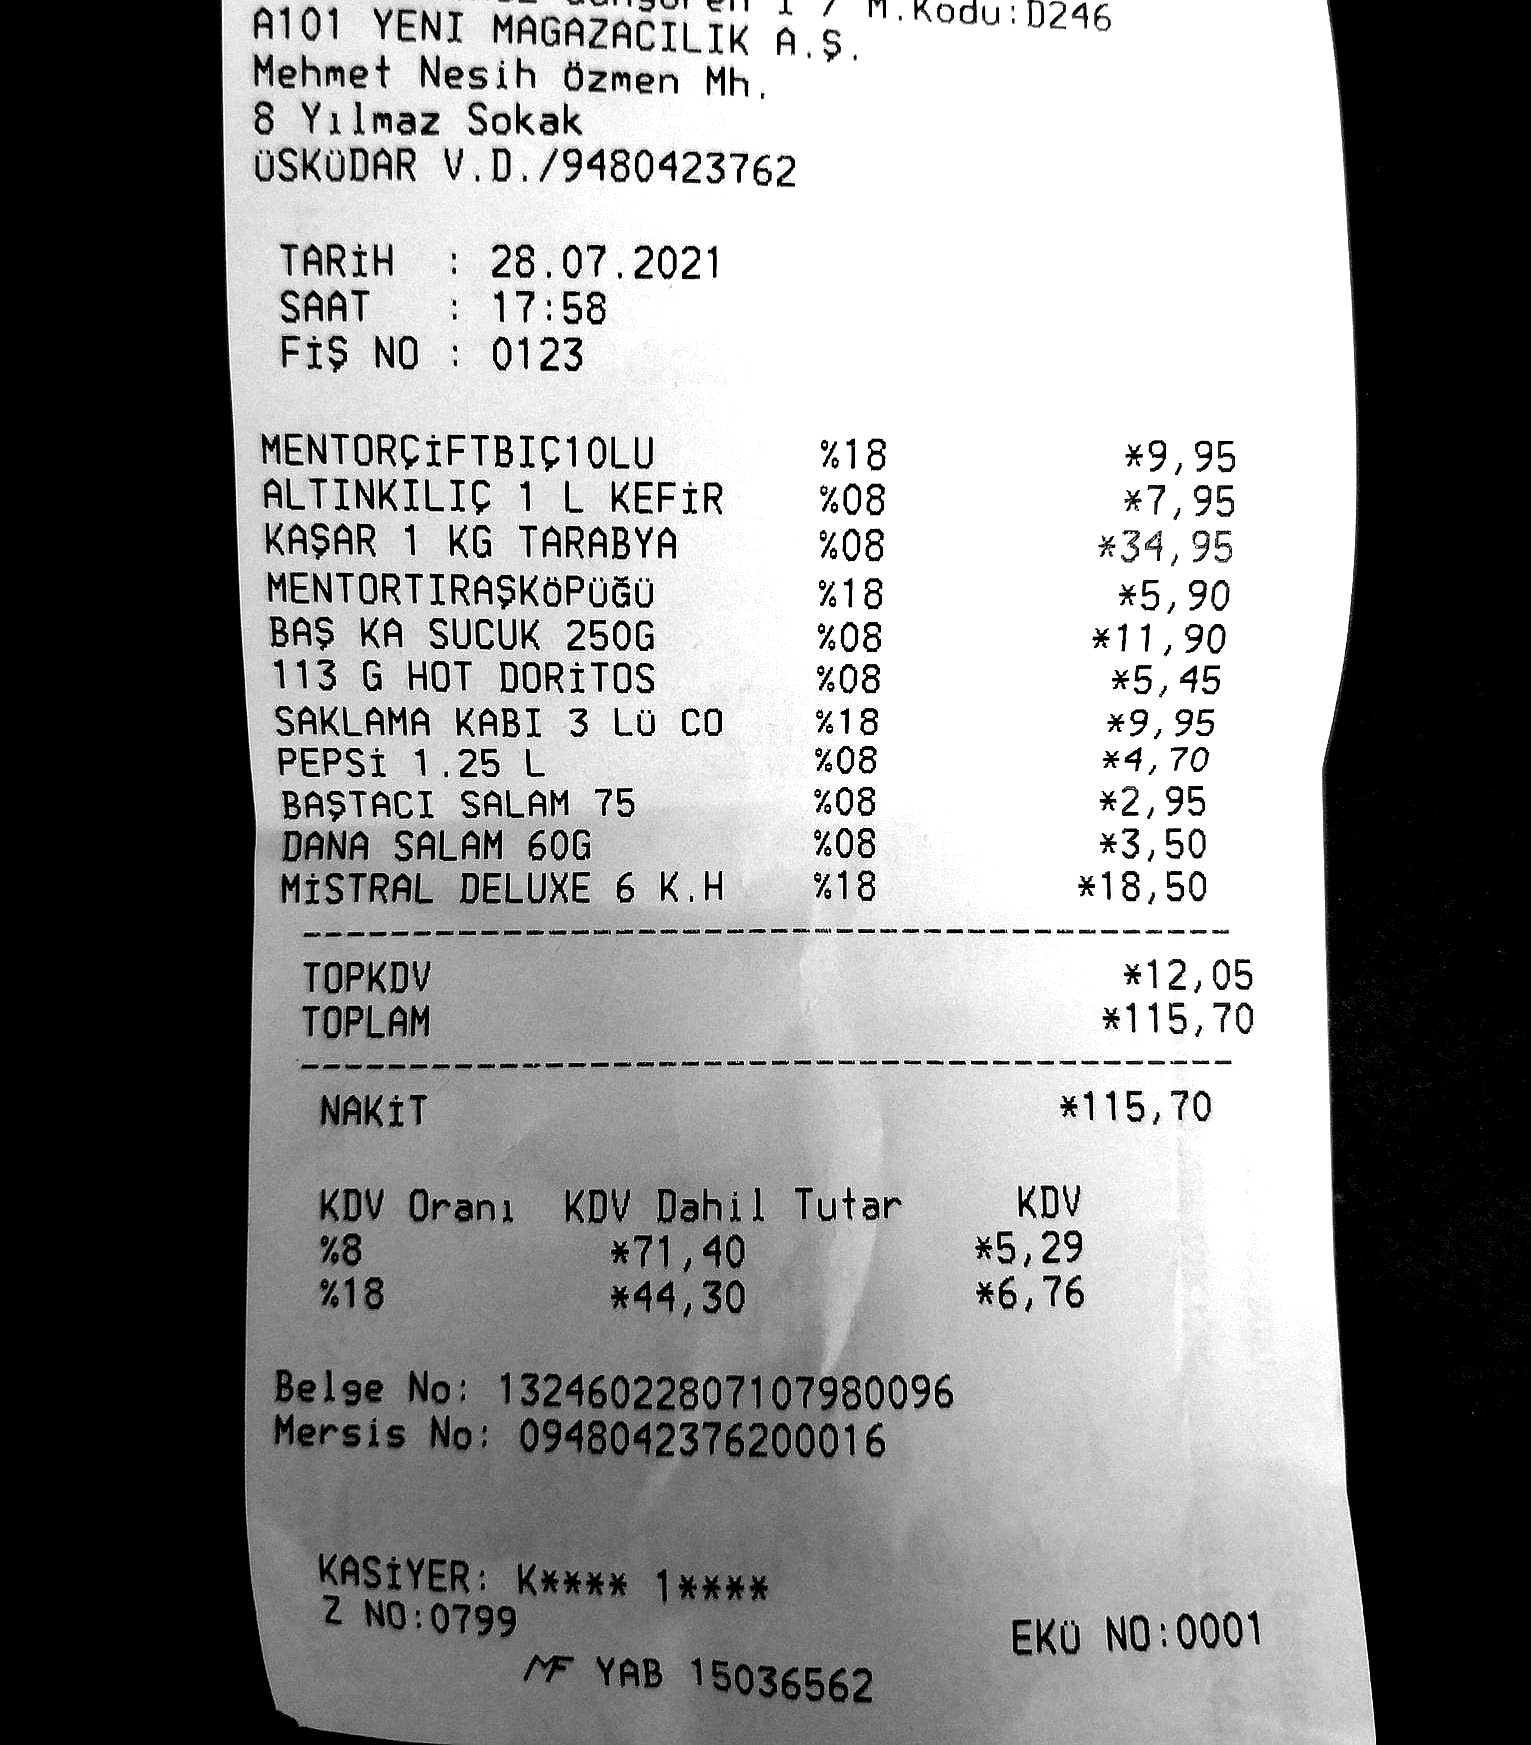 1 / M.Kodu:D246
A101 YENI MAGAZACILIK A.Ş.
Mehmet Nesih Özmen Mh.
8 Yılmaz Sokak
ÜSKÜDAR V.D./9480423762
TARİH : 28.07.2021
SAAT : 17:58
FİŞ NO : 0123
MENTORÇİFTBIÇ10LU %18 *9,95
ALTINKILIÇ 1 L KEFİR %08 *7,95
KAŞAR 1 KG TARABYA %08 *34,95
MENTORTIRAŞKÖPÜĞÜ %18 *5,90
BAŞ KA SUCUK 250G %08 *11,90
113 G HOT DORİTOS %08 *5,45
SAKLAMA KABI 3 LÜ CO %18 *9,95
PEPSİ 1.25 L %08 *4,70
BAŞTACI SALAM 75 %08 *2,95
DANA SALAM 60G %08 *3,50
MİSTRAL DELUXE 6 K.H %18 *18,50
TOPKDV *12,05
TOPLAM *115,70
NAKİT *115,70
KDV Oranı KDV Dahil Tutar KDV
%8 *71,40 *5,29
%18 *44,30 *6,76
Belge No: 13246022807107980096
Mersis No: 0948042376200016
KASİYER: K**** 1****
Z NO:0799 EKÜ NO:0001
MF YAB 15036562